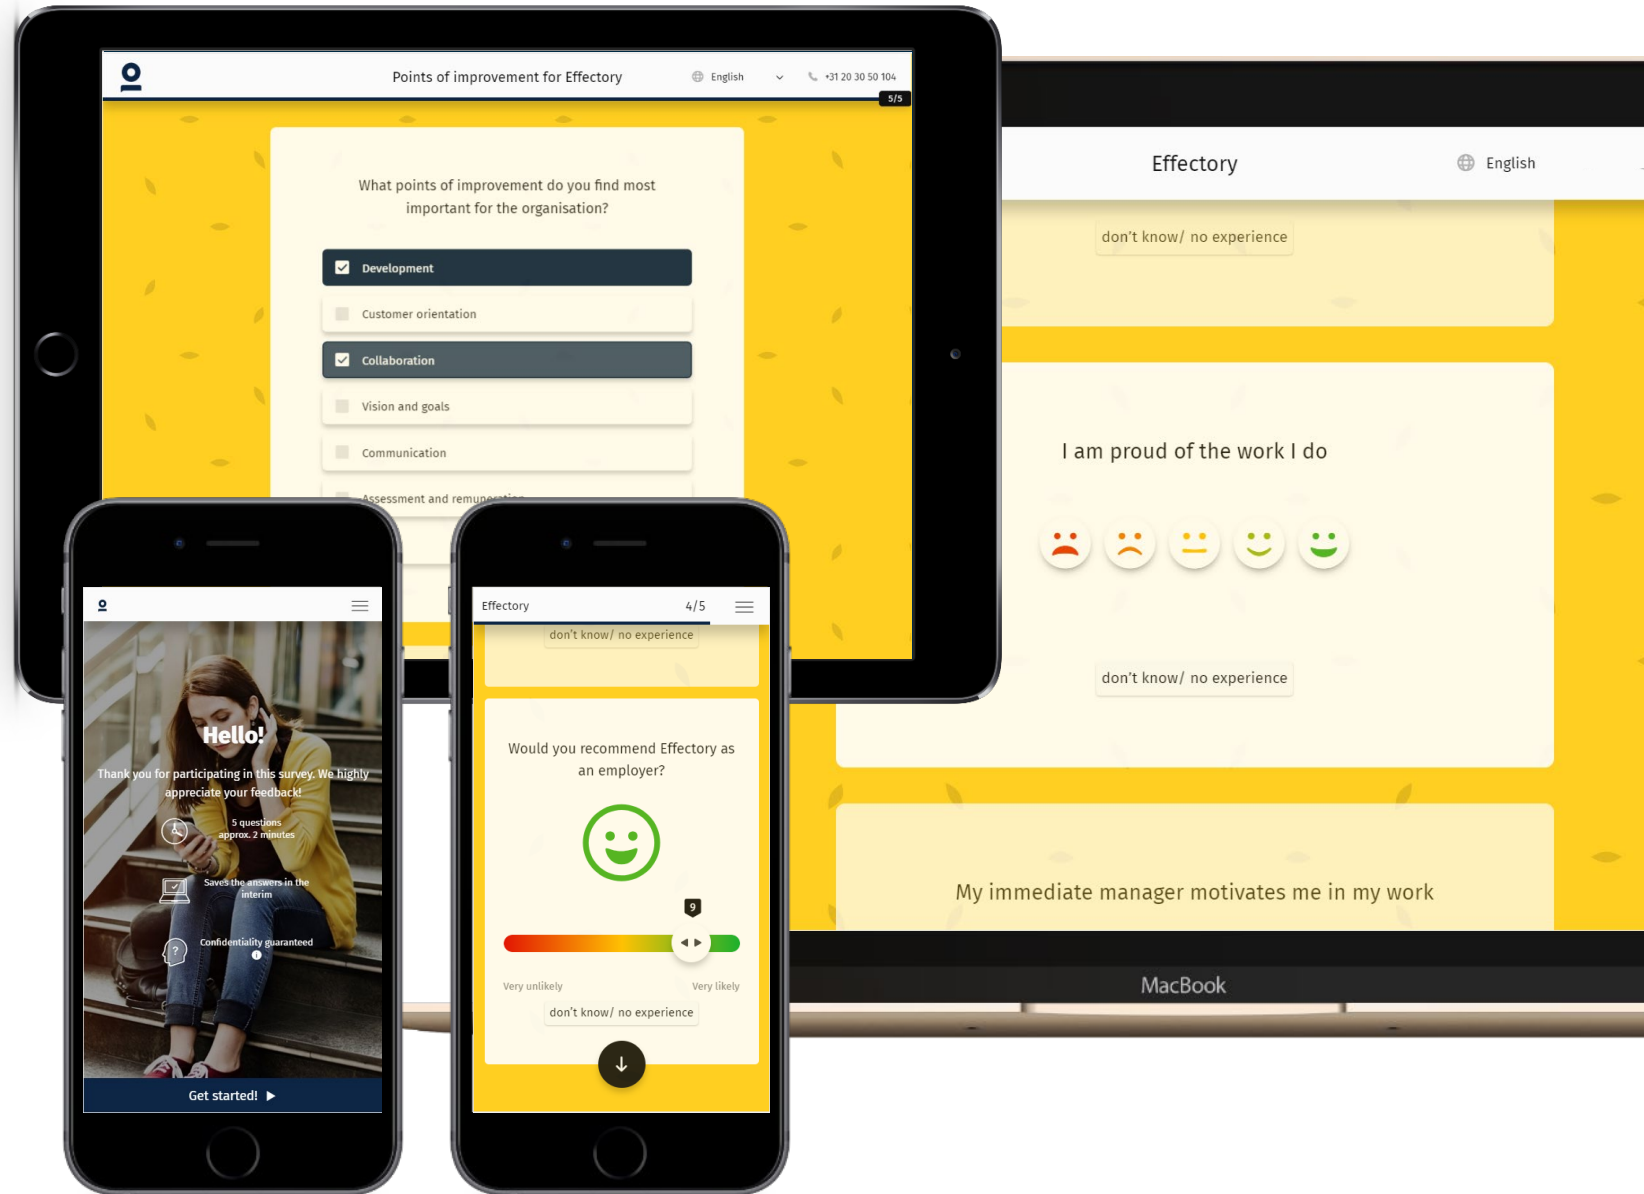 Points of improvement for Effectory
English
+31 20 30 50 104
5/5
What points of improvement do you find most
important for the organisation?
Development
Customer orientation
Collaboration
Vision and goals
Communication
Assessment and remuneration
Effectory
English
don't know/ no experience
I am proud of the work I do
don't know/ no experience
My immediate manager motivates me in my work
MacBook
Hello!
Thank you for participating in this survey. We highly
appreciate your feedback!
5 questions
approx. 2 minutes
Saves the answers in the
interim
?
Confidentiality guaranteed
i
Get started!
Effectory
4/5
don't know/ no experience
Would you recommend Effectory as
an employer?
9
Very unlikely
Very likely
don't know/ no experience